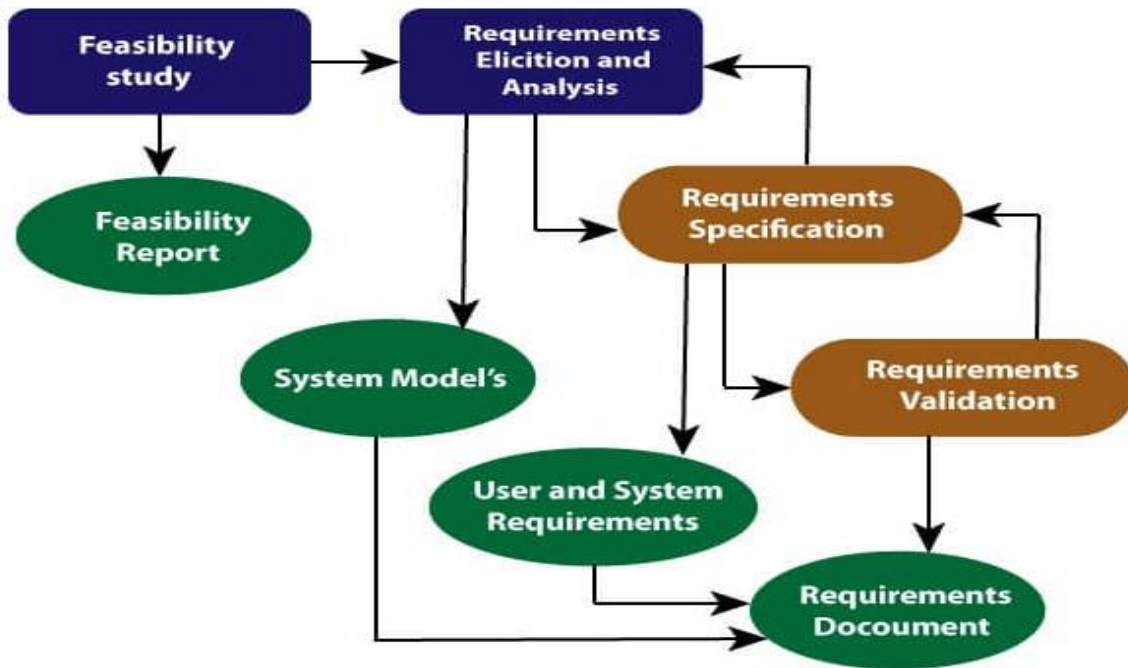 Feasibility
study
Requirements
Elicition and
Analysis
Feasibility
Report
Requirements
Specification
System Model's
Requirements
Validation
User and System
Requirements
Requirements
Docoument